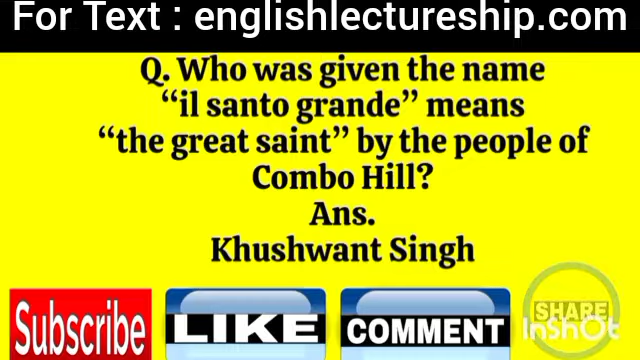 For Text : englishlectureship.com
Q. Who was given the name
“il santo grande” means
“the great saint” by the people of
Combo Hill?
Ans.
Khushwant Singh
Subscribe
LIKE
COMMENT
SHARE
InShOt